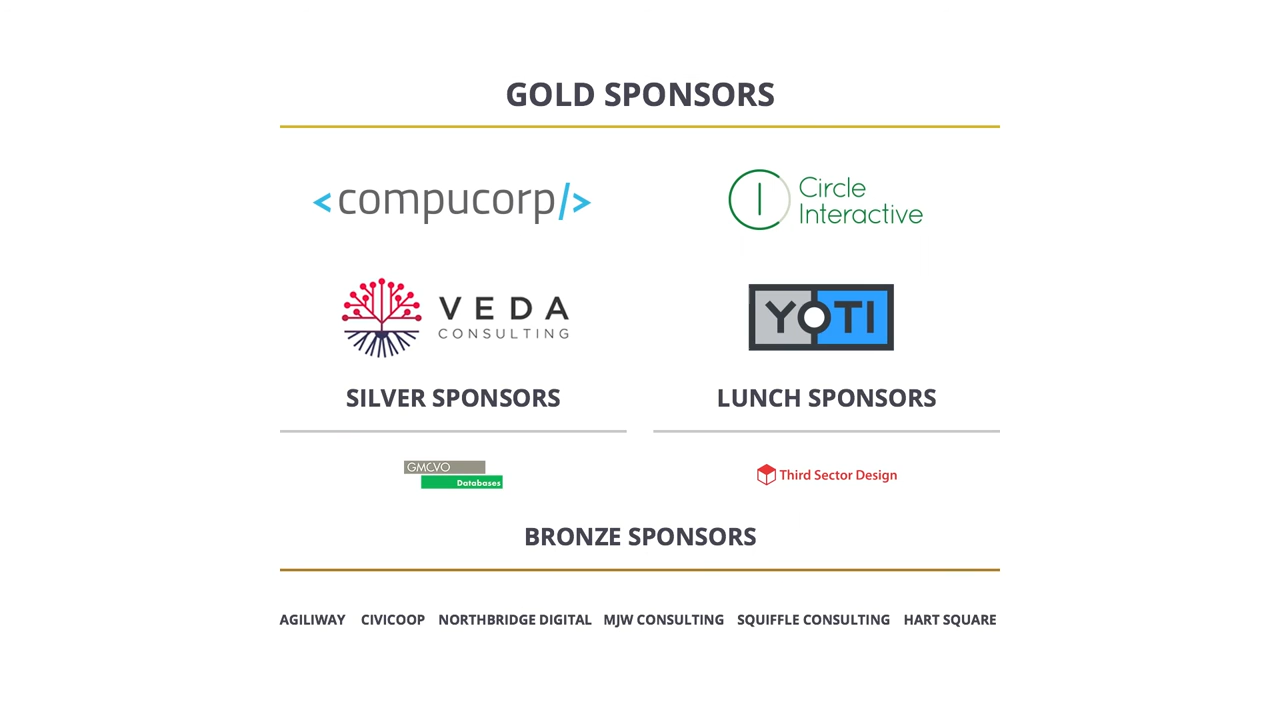 GOLD SPONSORS
<compucorp/>
Circle
Interactive
VEDA
CONSULTING
YOTI
SILVER SPONSORS
LUNCH SPONSORS
GMCVO
Databases
Third Sector Design
BRONZE SPONSORS
AGILIWAY CIVICOOP NORTHBRIDGE DIGITAL MJW CONSULTING SQUIFFLE CONSULTING HART SQUARE